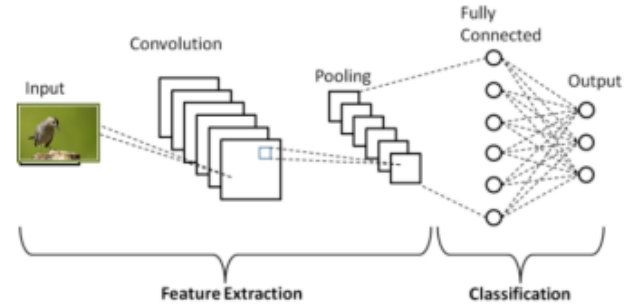 Fully
Connected
Convolution
Pooling
Output
Input
Feature Extraction
Classification